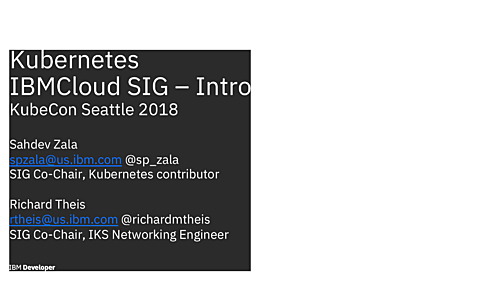 Kubernetes
IBMCloud SIG – Intro
KubeCon Seattle 2018
Sahdev Zala
spzala@us.ibm.com @sp_zala
SIG Co-Chair, Kubernetes contributor
Richard Theis
rtheis@us.ibm.com @richardmtheis
SIG Co-Chair, IKS Networking Engineer
IBM Developer